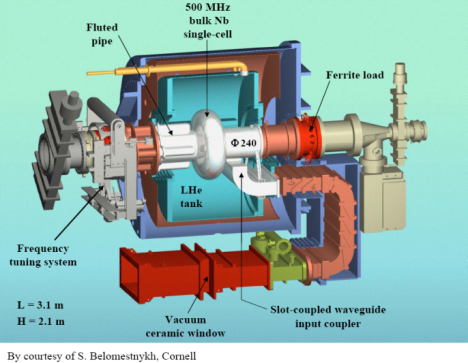 500 MHz
bulk Nb
single-cell
Fluted
pipe
Ferrite load
Φ 240
LHe
tank
Frequency
tuning system
L = 3.1 m
H = 2.1 m
Vacuum
ceramic window
Slot-coupled waveguide
input coupler
By courtesy of S. Belomestnykh, Cornell